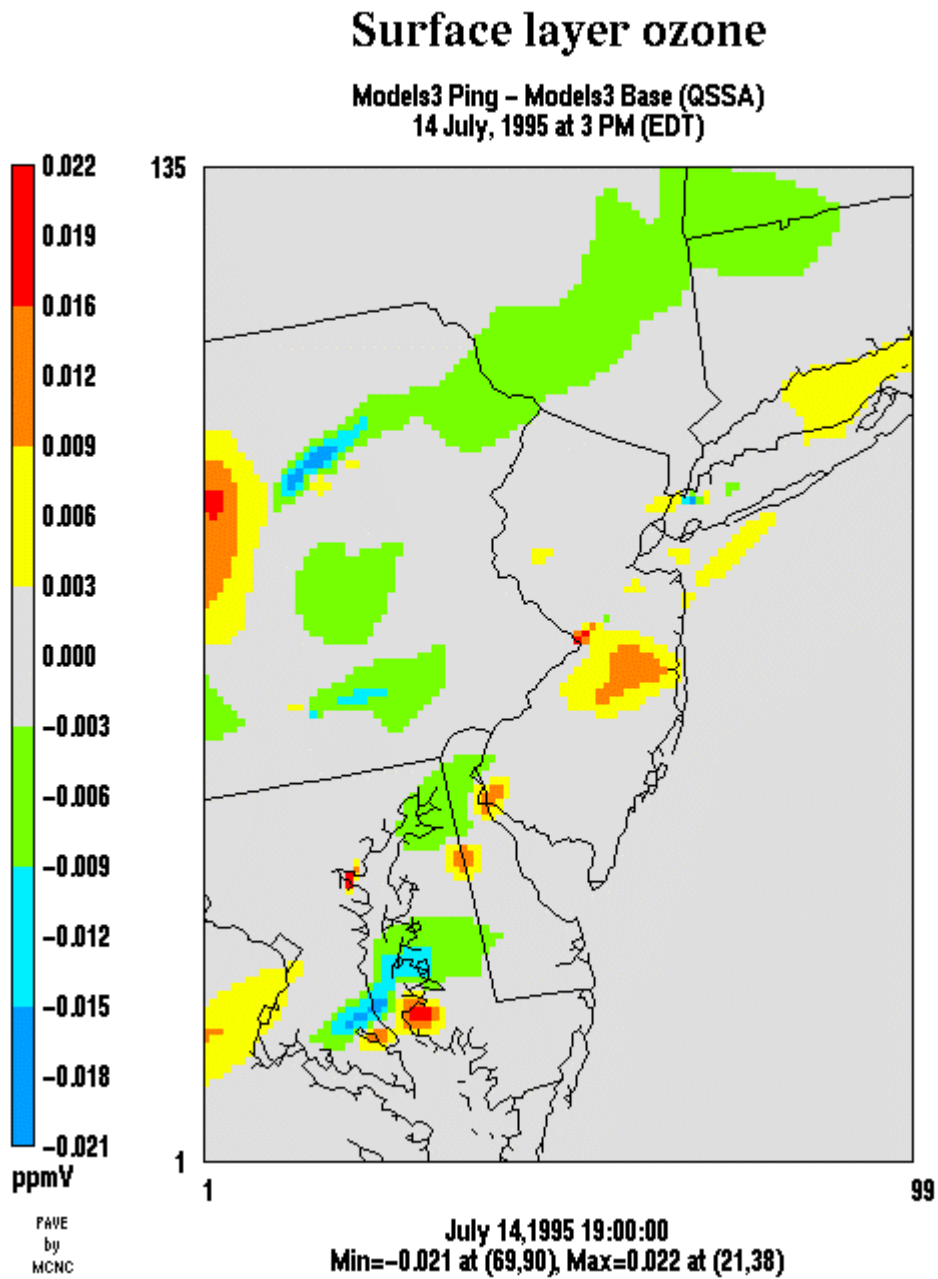 Surface layer ozone
Models3 Ping – Models3 Base (QSSA)
14 July, 1995 at 3 PM (EDT)
0.022
0.019
0.016
0.012
0.009
0.006
0.003
0.000
−0.003
−0.006
−0.009
−0.012
−0.015
−0.018
−0.021
ppmV
PAVE
by
MCNC
135
1
1
99
July 14,1995 19:00:00
Min=−0.021 at (69,90), Max=0.022 at (21,38)